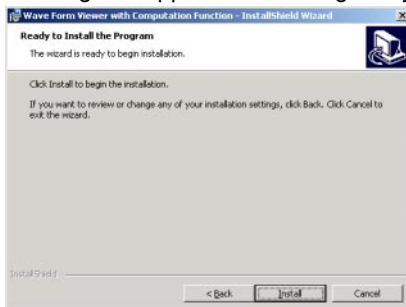 Wave Form Viewer with Computation Function - InstallShield Wizard
Ready to Install the Program
The wizard is ready to begin installation.
Click Install to begin the installation.
If you want to review or change any of your installation settings, click Back. Click Cancel to
exit the wizard.
InstallShield
< Back Install Cancel